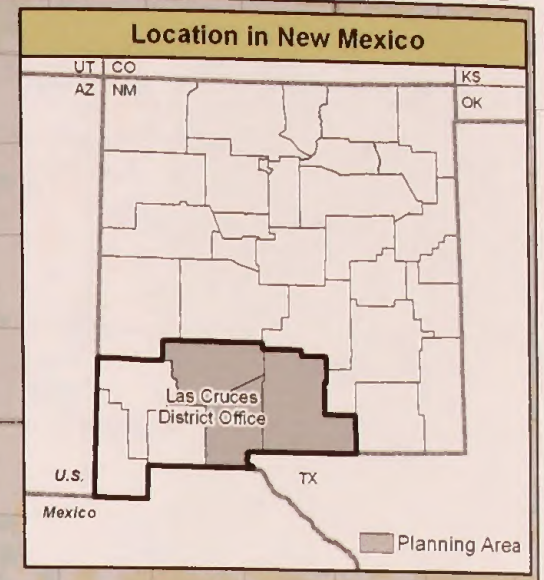 Location in New Mexico
UT CO
KS
AZ NM
OK
Las Cruces
District Office
U.S.
TX
Mexico
Planning Area